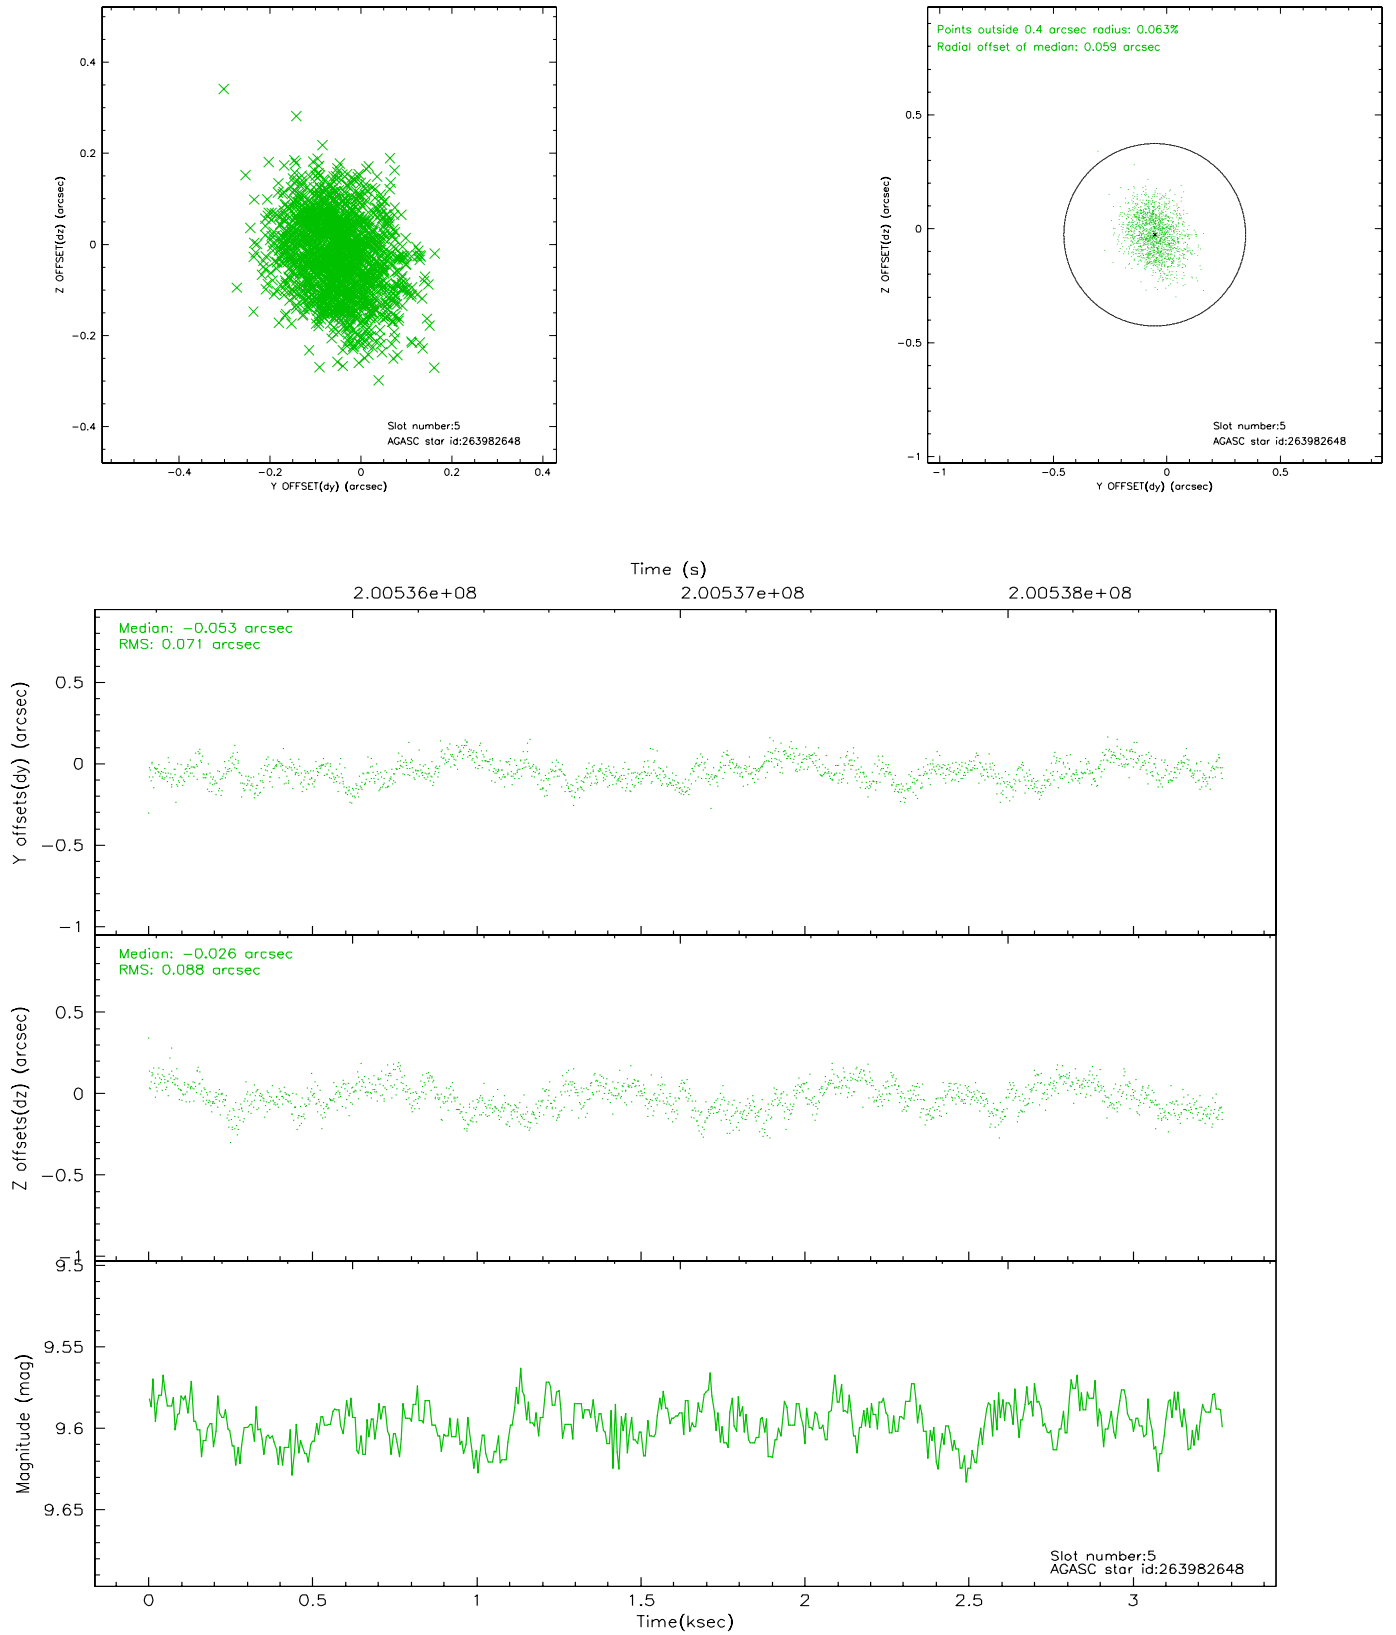 0.4
0.2
0
−0.2
−0.4
Z OFFSET(dz) (arcsec)
Slot number:5
AGASC star id:263982648
−0.4 −0.2 0 0.2 0.4
Y OFFSET(dy) (arcsec)
Points outside 0.4 arcsec radius: 0.063%
Radial offset of median: 0.059 arcsec
0.5
0
−0.5
−1
Z OFFSET(dz) (arcsec)
Slot number:5
AGASC star id:263982648
−1 −0.5 0 0.5
Y OFFSET(dy) (arcsec)
Time (s)
2.00536e+08 2.00537e+08 2.00538e+08
Median: −0.053 arcsec
RMS: 0.071 arcsec
0.5
0
−0.5
−1
Y offsets(dy) (arcsec)
Median: −0.026 arcsec
RMS: 0.088 arcsec
0.5
0
−0.5
−1
Z offsets(dz) (arcsec)
9.5
9.55
9.6
9.65
Magnitude (mag)
Slot number:5
AGASC star id:263982648
0 0.5 1 1.5 2 2.5 3
Time(ksec)